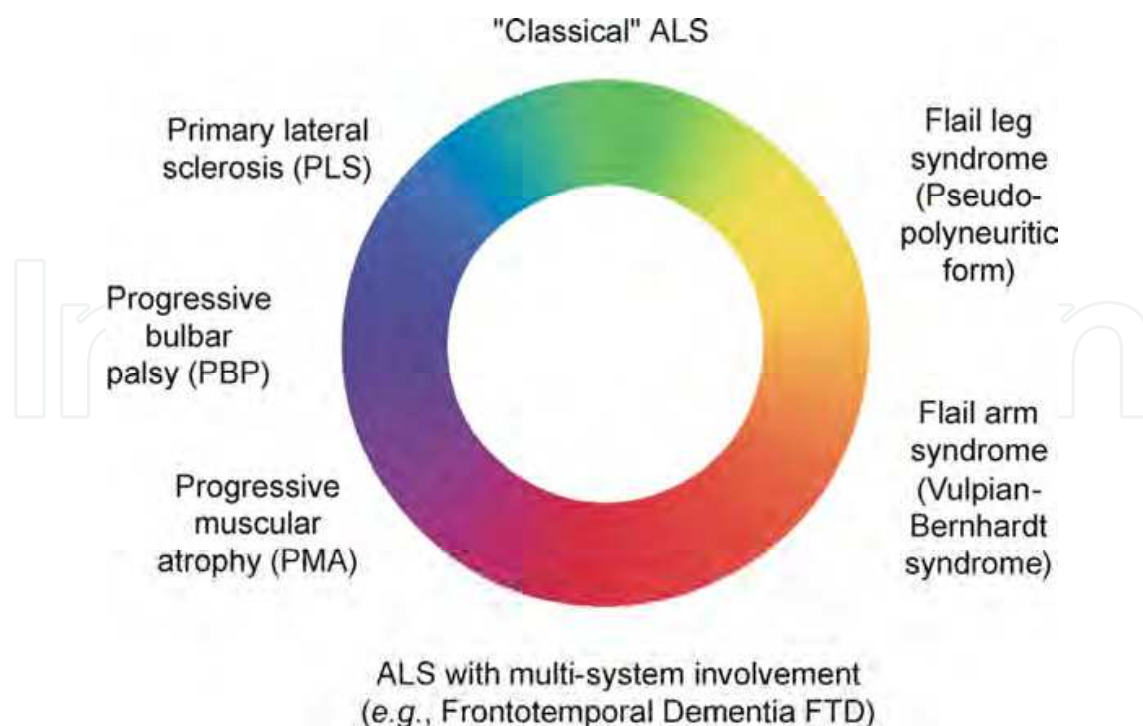 "Classical" ALS
Primary lateral
sclerosis (PLS)
Flail leg
syndrome
(Pseudo-
polyneuritic
form)
Progressive
bulbar
palsy (PBP)
Flail arm
syndrome
(Vulpian-
Bernhardt
syndrome)
Progressive
muscular
atrophy (PMA)
ALS with multi-system involvement
(e.g., Frontotemporal Dementia FTD)